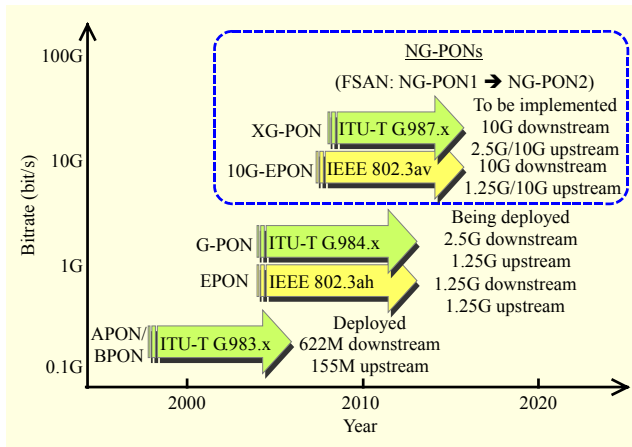 100G
10G
1G
0.1G
Bitrate (bit/s)
NG-PONs
(FSAN: NG-PON1 ➔ NG-PON2)
To be implemented
XG-PON
ITU-T G.987.x
10G downstream
2.5G/10G upstream
10G-EPON
IEEE 802.3av
10G downstream
1.25G/10G upstream
Being deployed
G-PON
ITU-T G.984.x
2.5G downstream
1.25G upstream
EPON
IEEE 802.3ah
1.25G downstream
1.25G upstream
Deployed
APON/
BPON
ITU-T G.983.x
622M downstream
155M upstream
2000
2010
2020
Year